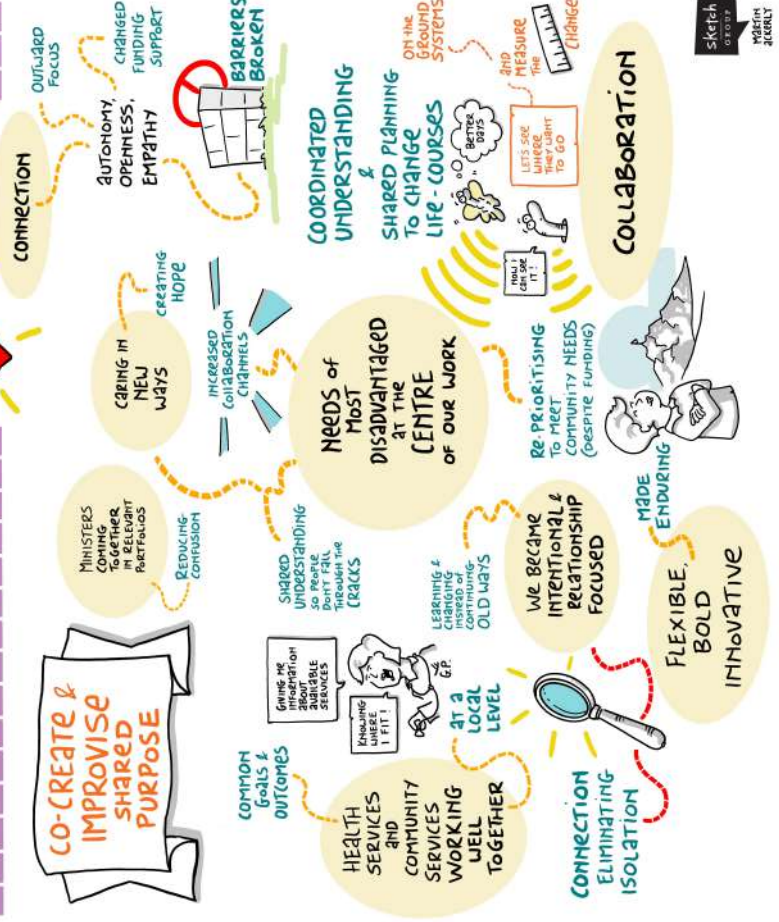 CO-CREATE &
IMPROVISE
SHARED
PURPOSE
MINISTERS
COMING
TOGETHER
IN RELEVANT
PORTFOLIOS
REDUCING
CONFUSION
CARING IN
NEW
WAYS
CREATING
HOPE
CONNECTION
OUTWARD
FOCUS
CHANGED
FUNDING
SUPPORT
AUTONOMY,
OPENNESS,
EMPATHY
BARRIERS
BROKEN
COMMON
GOALS &
OUTCOMES
GIVING ME
INFORMATION
ABOUT
AVAILABLE
SERVICES
KNOWING
WHERE
I FIT!
G.P.
HEALTH
SERVICES
AND
COMMUNITY
SERVICES
WORKING
WELL
TOGETHER
AT A
LOCAL
LEVEL
SHARED
UNDERSTANDING
SO PEOPLE
DON'T FALL
THROUGH THE
CRACKS
INCREASED
COLLABORATION
CHANNELS
NEEDS OF
MOST
DISADVANTAGED
AT THE
CENTRE
OF OUR WORK
COORDINATED
UNDERSTANDING
&
SHARED PLANNING
TO CHANGE
LIFE-COURSES
BETTER
DAYS
NOW I
CAN SEE
IT!
LET'S SEE
WHERE
THEY WANT
TO GO
ON THE
GROUND
SYSTEMS
AND
MEASURE
THE
CHANGE
LEARNING &
CHANGING
INSTEAD OF
CONTINUING
OLD WAYS
WE BECAME
INTENTIONAL &
RELATIONSHIP
FOCUSED
RE-PRIORITISING
TO MEET
COMMUNITY NEEDS
(DESPITE FUNDING)
COLLABORATION
CONNECTION
ELIMINATING
ISOLATION
MADE
ENDURING
FLEXIBLE,
BOLD
INNOVATIVE
sketch
GROUP
MARTIN
ACKERLY